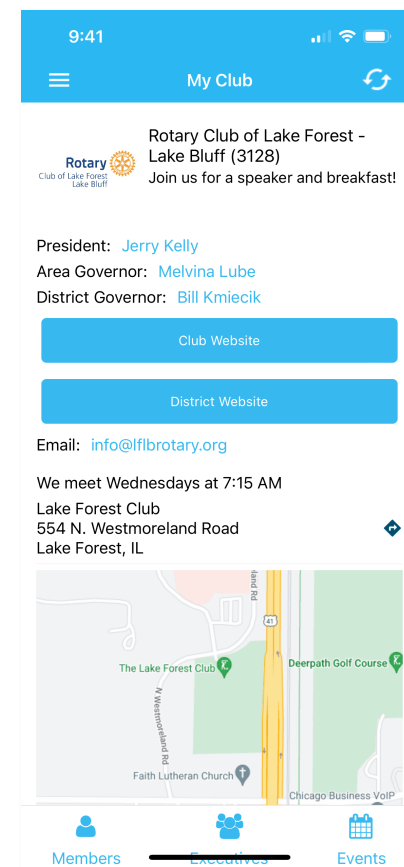 9:41
My Club
Rotary
Club of Lake Forest
Lake Bluff
Rotary Club of Lake Forest -
Lake Bluff (3128)
Join us for a speaker and breakfast!
President: Jerry Kelly
Area Governor: Melvina Lube
District Governor: Bill Kmiecik
Club Website
District Website
Email: info@lflbrotary.org
We meet Wednesdays at 7:15 AM
Lake Forest Club
554 N. Westmoreland Road
Lake Forest, IL
land Rd
41
The Lake Forest Club
Deerpath Golf Course
N Westmoreland Rd
Faith Lutheran Church
Chicago Business VoIP
Members
Executives
Events